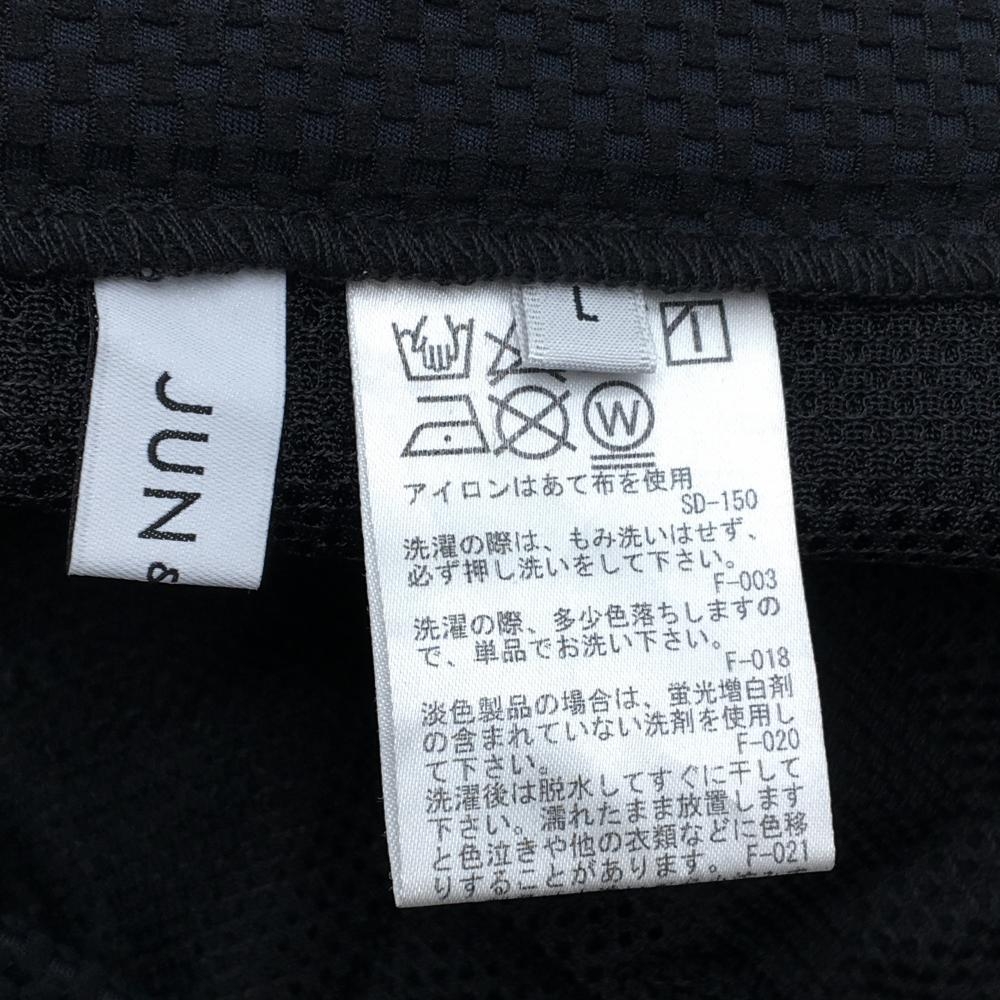 JUN
&
L
W
アイロンはあて布を使用
SD-150
洗濯の際は、もみ洗いはせず、
必ず押し洗いをして下さい。
F-003
洗濯の際、多少色落ちしますの
で、単品でお洗い下さい。
F-018
淡色製品の場合は、蛍光増白剤
の含まれていない洗剤を使用し
て下さい。
F-020
洗濯後は脱水してすぐに干して
下さい。濡れたまま放置します
と色泣きや他の衣類などに色移
りすることがあります。
F-021